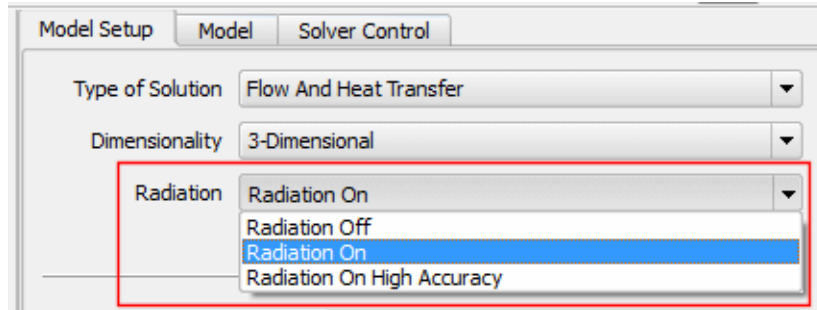 Model Setup Model Solver Control
Type of Solution Flow And Heat Transfer
Dimensionality 3-Dimensional
Radiation Radiation On
Radiation Off
Radiation On
Radiation On High Accuracy